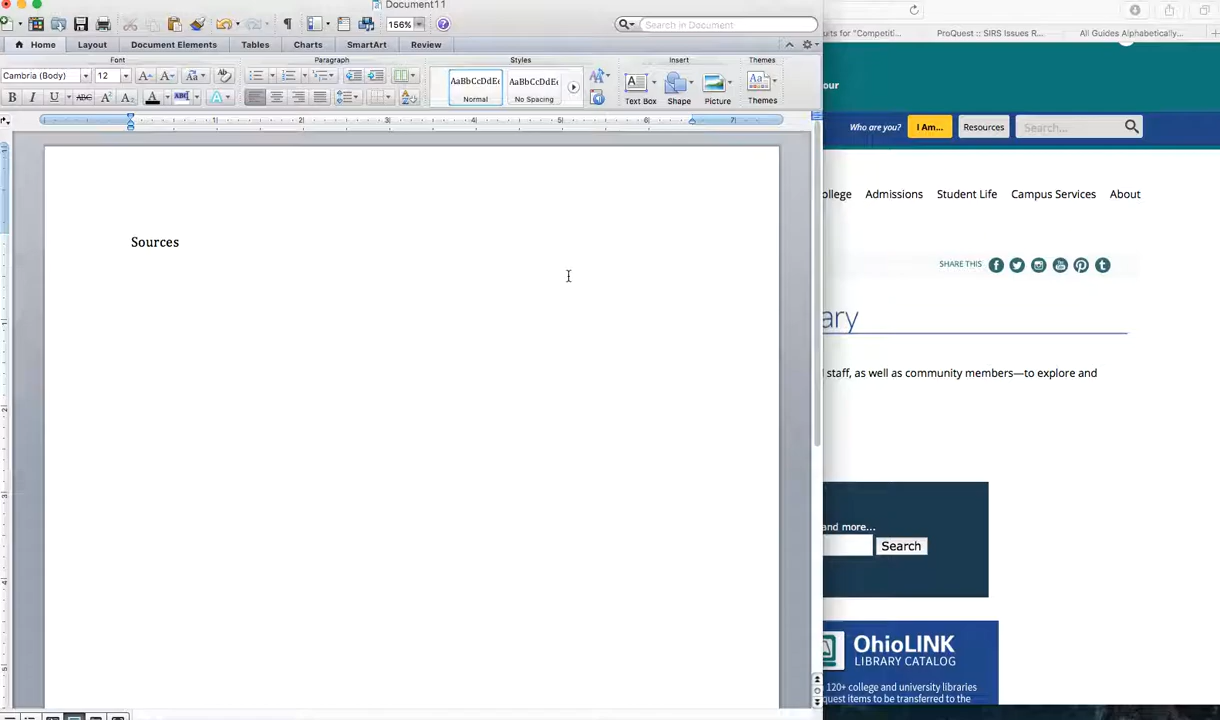 Document11
156%
Search in Document
Home Layout Document Elements Tables Charts SmartArt Review
Font Paragraph Styles Insert Themes
Cambria (Body) 12
AaBbCcDdEe AaBbCcDdEe
Normal No Spacing
Text Box Shape Picture Themes
Sources
uits for "Competiti... ProQuest :: SIRS Issues R... All Guides Alphabetically...
our
Who are you? I Am... Resources Search...
ollege Admissions Student Life Campus Services About
SHARE THIS
ary
staff, as well as community members—to explore and
and more...
Search
OhioLINK
LIBRARY CATALOG
120+ college and university libraries
quest items to be transferred to the